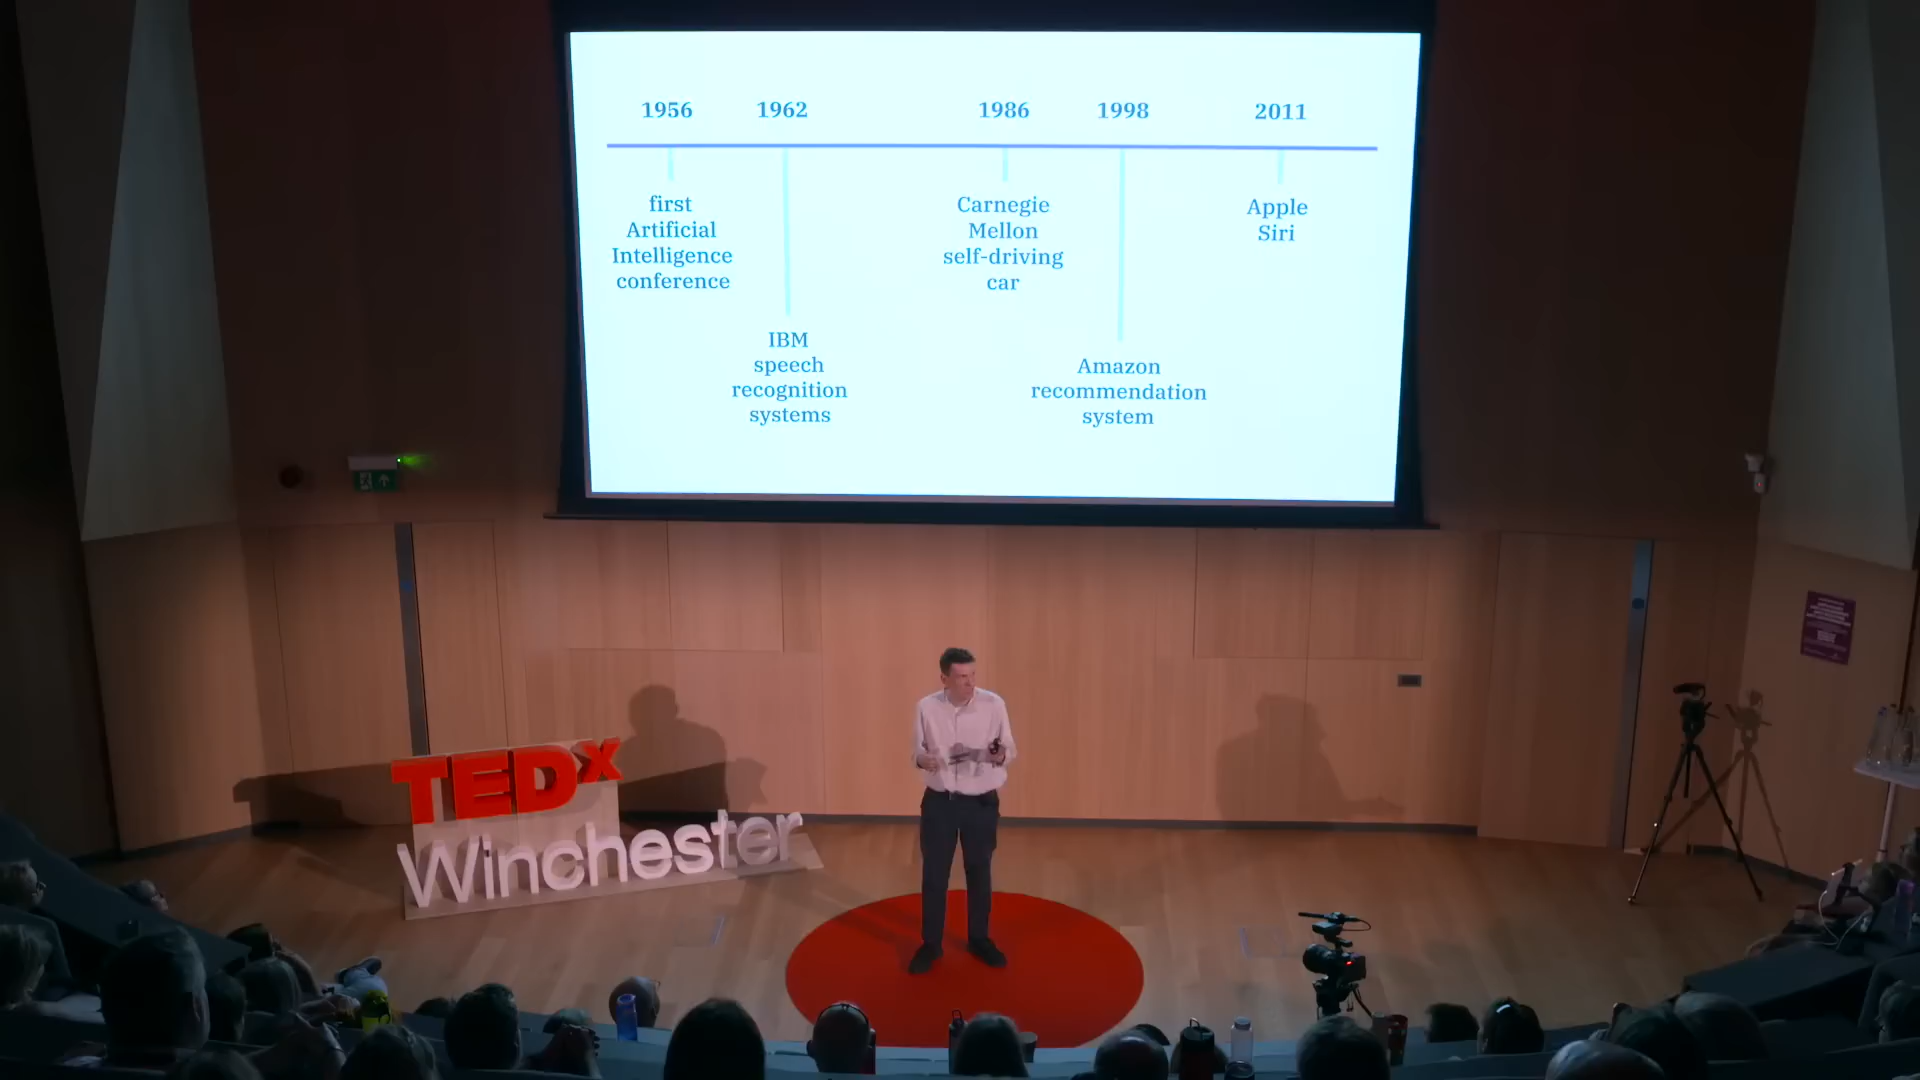 1956 1962 1986 1998 2011
first
Artificial
Intelligence
conference
IBM
speech
recognition
systems
Carnegie
Mellon
self-driving
car
Amazon
recommendation
system
Apple
Siri
TEDx
Winchester